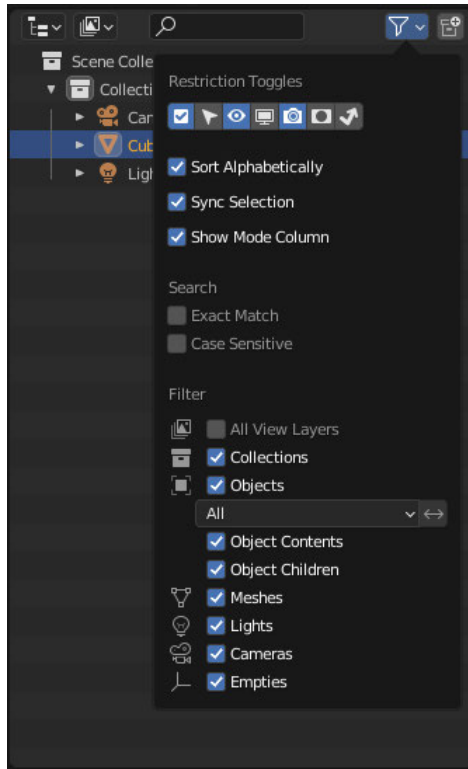 Scene Colle
Restriction Toggles
Collecti
Car
Cub
Sort Alphabetically
Ligh
Sync Selection
Show Mode Column
Search
Exact Match
Case Sensitive
Filter
All View Layers
Collections
Objects
All
Object Contents
Object Children
Meshes
Lights
Cameras
Empties